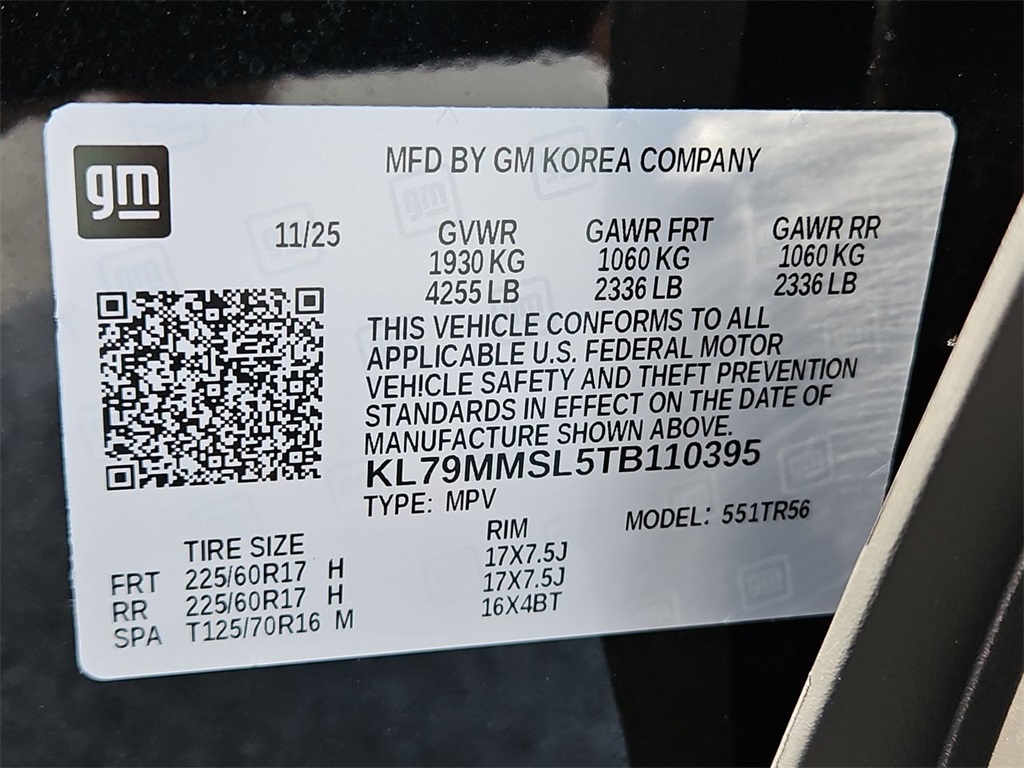 gm
MFD BY GM KOREA COMPANY
11/25
GVWR GAWR FRT GAWR RR
1930 KG 1060 KG 1060 KG
4255 LB 2336 LB 2336 LB
THIS VEHICLE CONFORMS TO ALL
APPLICABLE U.S. FEDERAL MOTOR
VEHICLE SAFETY AND THEFT PREVENTION
STANDARDS IN EFFECT ON THE DATE OF
MANUFACTURE SHOWN ABOVE.
KL79MMSL5TB110395
TYPE: MPV
MODEL: 551TR56
TIRE SIZE RIM
FRT 225/60R17 H 17X7.5J
RR 225/60R17 H 17X7.5J
SPA T125/70R16 M 16X4BT